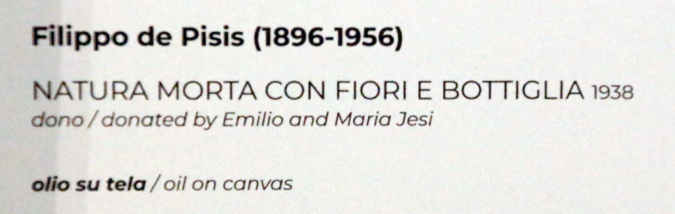 Filippo de Pisis (1896-1956)
NATURA MORTA CON FIORI E BOTTIGLIA 1938
dono / donated by Emilio and Maria Jesi
olio su tela / oil on canvas